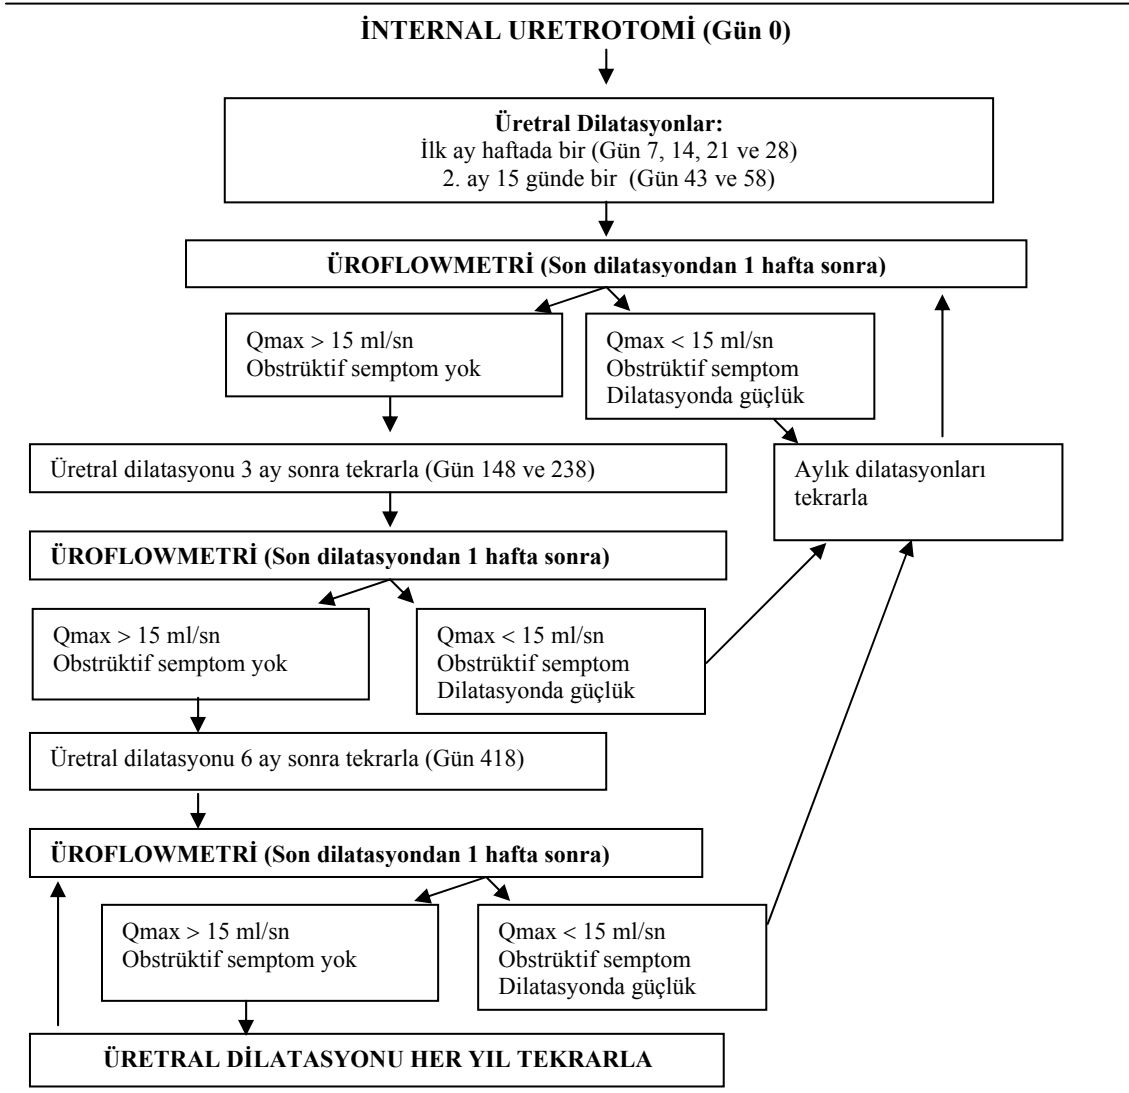 İNTERNAL URETROTOMİ (Gün 0)
Üretral Dilatasyonlar:
İlk ay haftada bir (Gün 7, 14, 21 ve 28)
2. ay 15 günde bir (Gün 43 ve 58)
ÜROFLOWMETRİ (Son dilatasyondan 1 hafta sonra)
Qmax > 15 ml/sn
Obstrüktif semptom yok
Qmax < 15 ml/sn
Obstrüktif semptom
Dilatasyonda güçlük
Üretral dilatasyonu 3 ay sonra tekrarla (Gün 148 ve 238)
Aylık dilatasyonları
tekrarla
ÜROFLOWMETRİ (Son dilatasyondan 1 hafta sonra)
Qmax > 15 ml/sn
Obstrüktif semptom yok
Qmax < 15 ml/sn
Obstrüktif semptom
Dilatasyonda güçlük
Üretral dilatasyonu 6 ay sonra tekrarla (Gün 418)
ÜROFLOWMETRİ (Son dilatasyondan 1 hafta sonra)
Qmax > 15 ml/sn
Obstrüktif semptom yok
Qmax < 15 ml/sn
Obstrüktif semptom
Dilatasyonda güçlük
ÜRETRAL DİLATASYONU HER YIL TEKRARLA